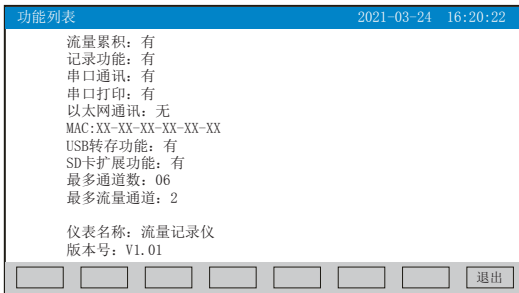 功能列表 2021-03-24 16:20:22
流量累积：有
记录功能：有
串口通讯：有
串口打印：有
以太网通讯：无
MAC:XX-XX-XX-XX-XX-XX
USB转存功能：有
SD卡扩展功能：有
最多通道数：06
最多流量通道：2
仪表名称：流量记录仪
版本号：V1.01
退出